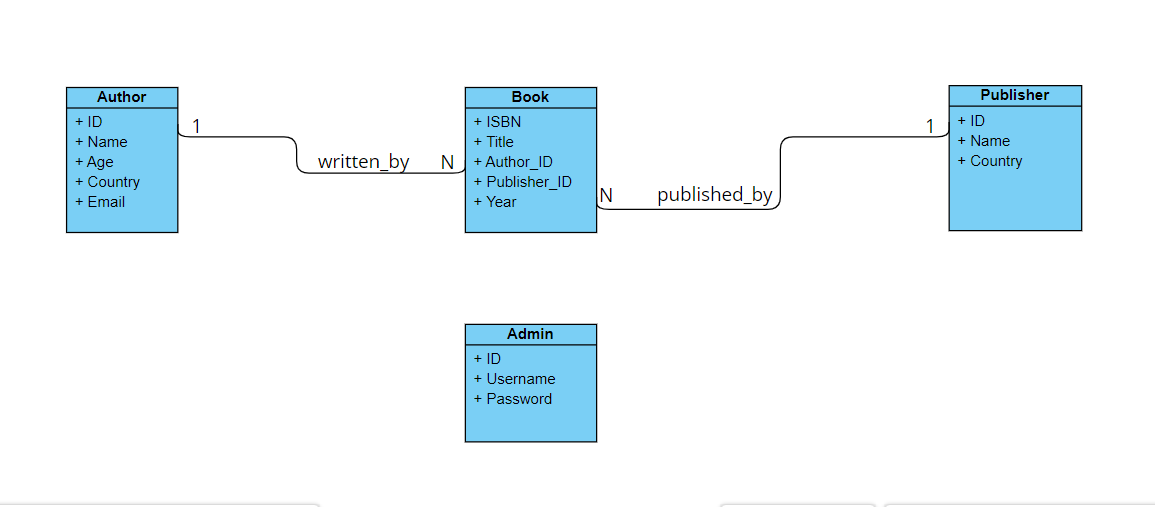 Author
+ ID
+ Name
+ Age
+ Country
+ Email
1
written_by
N
Book
+ ISBN
+ Title
+ Author_ID
+ Publisher_ID
+ Year
N
published_by
1
Publisher
+ ID
+ Name
+ Country
Admin
+ ID
+ Username
+ Password